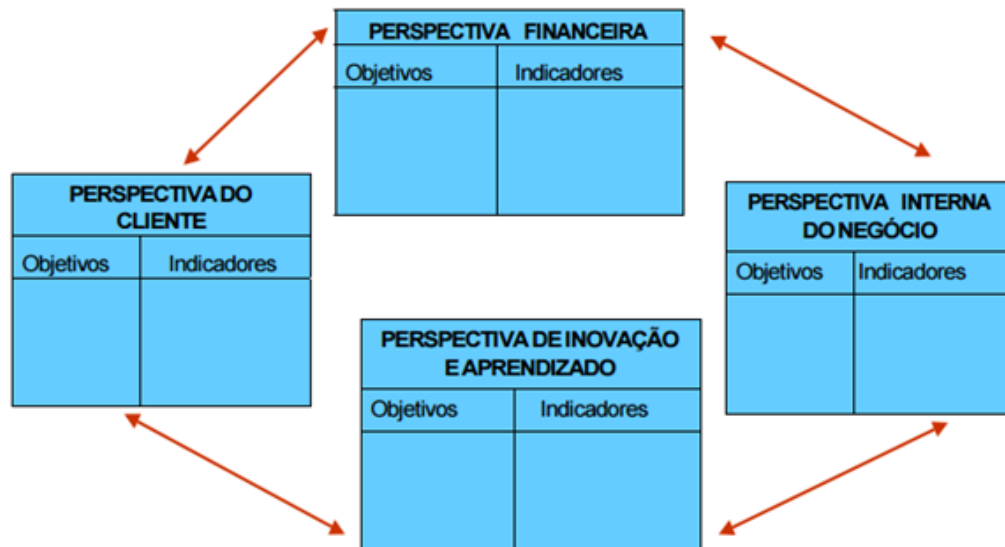 PERSPECTIVA FINANCEIRA
Objetivos Indicadores
PERSPECTIVA DO
CLIENTE
Objetivos Indicadores
PERSPECTIVA INTERNA
DO NEGÓCIO
Objetivos Indicadores
PERSPECTIVA DE INOVAÇÃO
E APRENDIZADO
Objetivos Indicadores